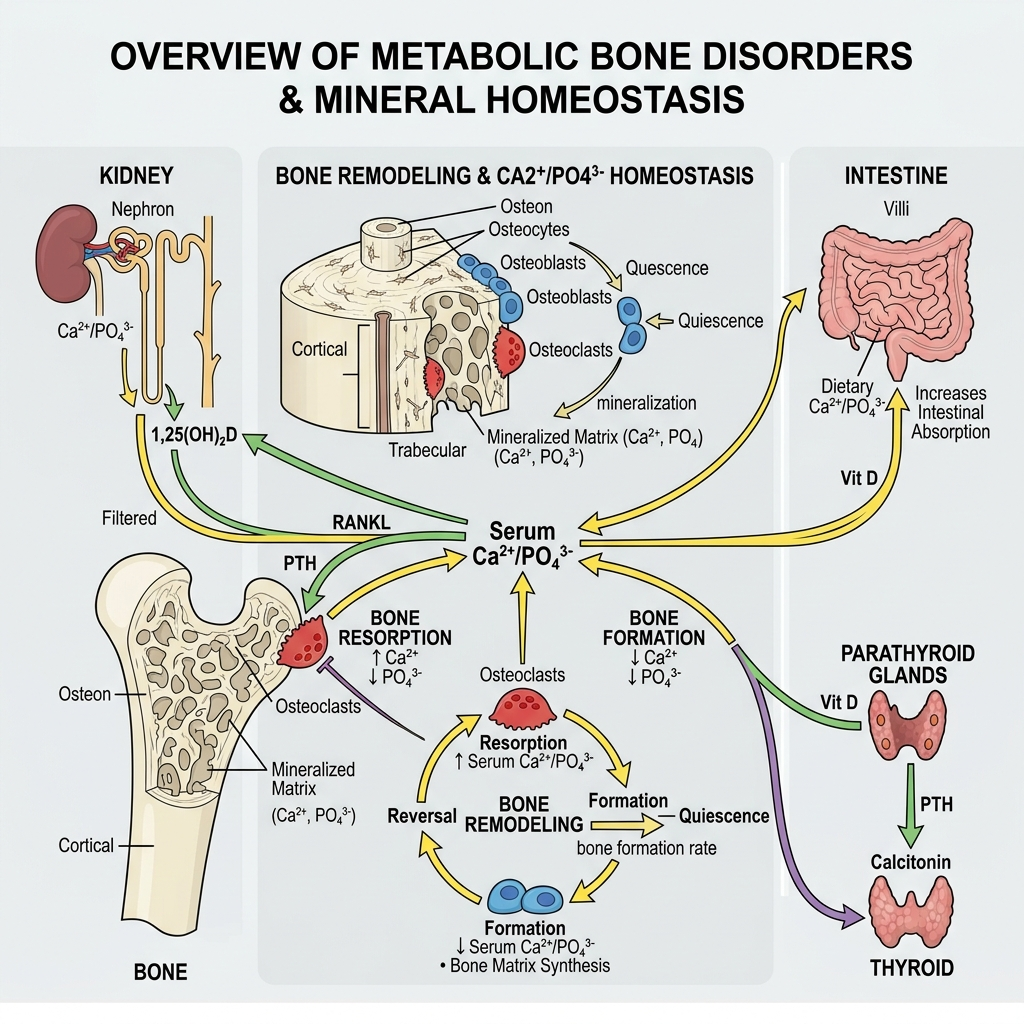 OVERVIEW OF METABOLIC BONE DISORDERS
& MINERAL HOMEOSTASIS
KIDNEY
Nephron
Ca²⁺/PO₄³⁻
1,25(OH)₂D
Filtered
BONE REMODELING & CA2⁺/PO4³⁻ HOMEOSTASIS
Osteon
Osteocytes
Osteoblasts
Quescence
Osteoblasts
Quiescence
Cortical
Osteoclasts
mineralization
Trabecular
Mineralized Matrix (Ca²⁺, PO₄)
(Ca²⁺, PO₄³⁻)
INTESTINE
Villi
Dietary
Ca²⁺/PO₄³⁻
Increases
Intestinal
Absorption
Vit D
RANKL
PTH
Serum
Ca²⁺/PO₄³⁻
BONE
RESORPTION
↑ Ca²⁺
↓ PO₄³⁻
BONE
FORMATION
↓ Ca²⁺
↓ PO₄³⁻
Osteon
Osteoclasts
Mineralized
Matrix
(Ca²⁺, PO₄³⁻)
Cortical
BONE
Osteoclasts
Resorption
↑ Serum Ca²⁺/PO₄³⁻
Reversal
BONE
REMODELING
Formation
Quiescence
bone formation rate
Formation
↓ Serum Ca²⁺/PO₄³⁻
• Bone Matrix Synthesis
PARATHYROID
GLANDS
Vit D
PTH
Calcitonin
THYROID